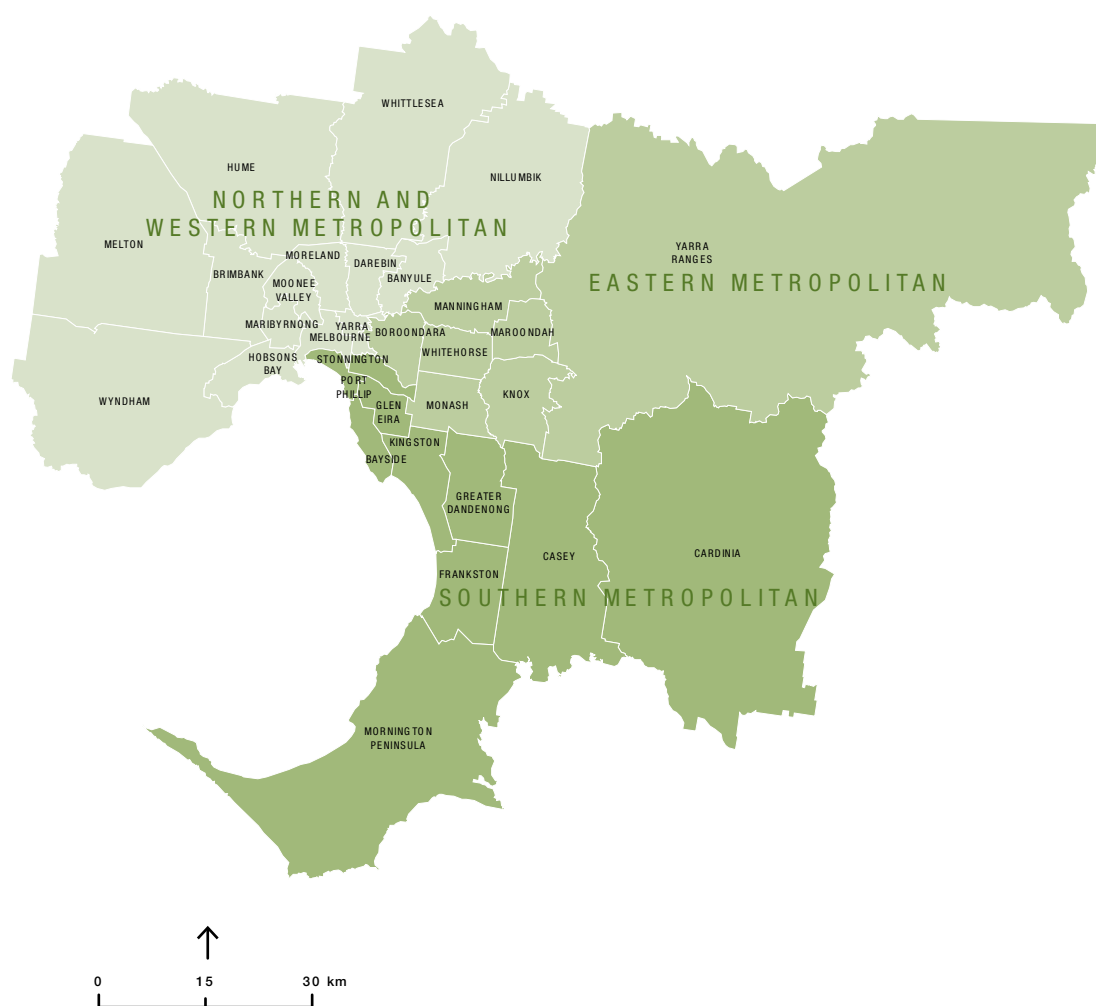 WHITTLESEA
HUME
NILLUMBIK
NORTHERN AND
WESTERN METROPOLITAN
MELTON
YARRA
RANGES
MORELAND
DAREBIN
BRIMBANK
BANYULE
EASTERN METROPOLITAN
MOONEE
VALLEY
MANNINGHAM
MARIBYRNONG
YARRA
MELBOURNE
BOROONDARA
MAROONDAH
HOBSONS
BAY
STONNINGTON
WHITEHORSE
PORT
PHILLIP
WYNDHAM
GLEN
EIRA
MONASH
KNOX
KINGSTON
BAYSIDE
GREATER
DANDENONG
CASEY
CARDINIA
FRANKSTON
SOUTHERN METROPOLITAN
MORNINGTON
PENINSULA
0 15 30 km